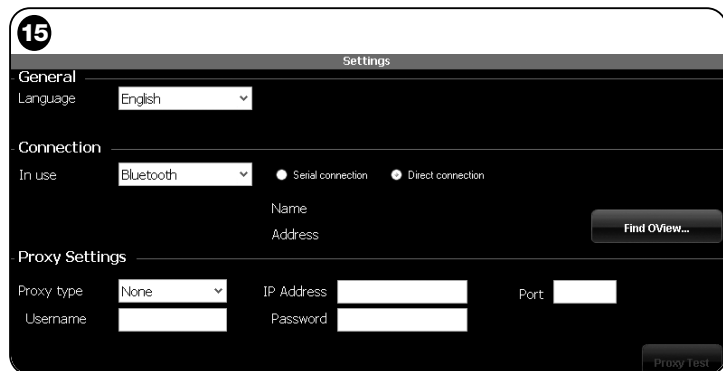 15
Settings
General
Language English
Connection
In use Bluetooth Serial connection Direct connection
Name
Address Find OView...
Proxy Settings
Proxy type None IP Address Port
Username Password
Proxy Test